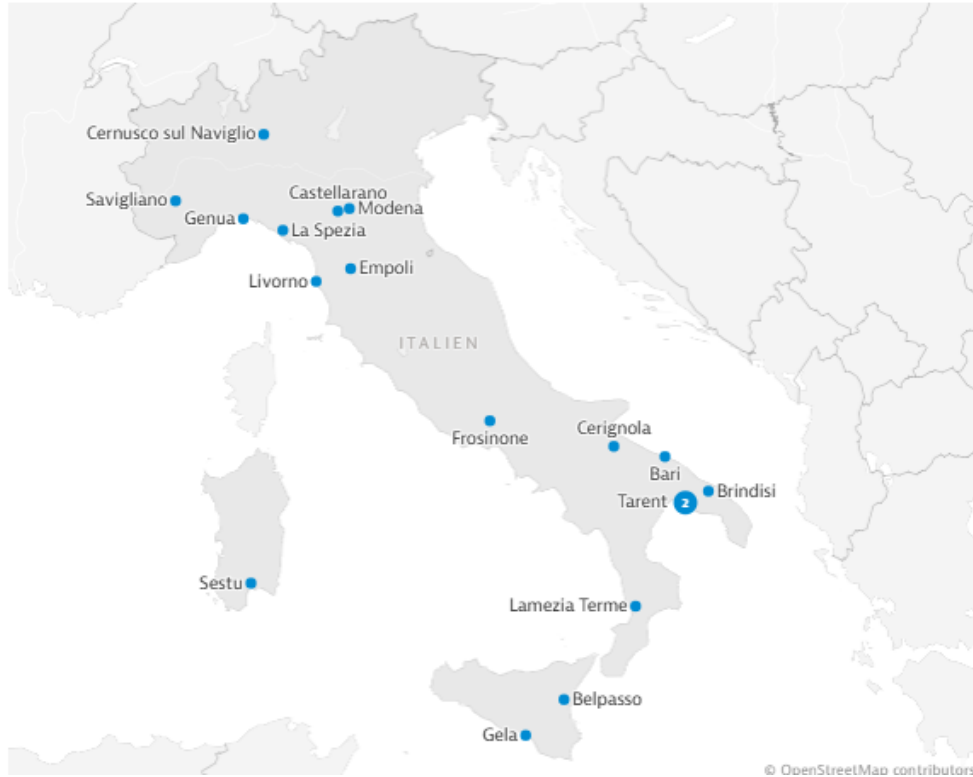 Cernusco sul Naviglio
Savigliano
Castellarano
Modena
Genua
La Spezia
Empoli
Livorno
ITALIEN
Frosinone
Cerignola
Bari
Brindisi
Tarent
2
Sestu
Lamezia Terme
Belpasso
Gela
© OpenStreetMap contributors